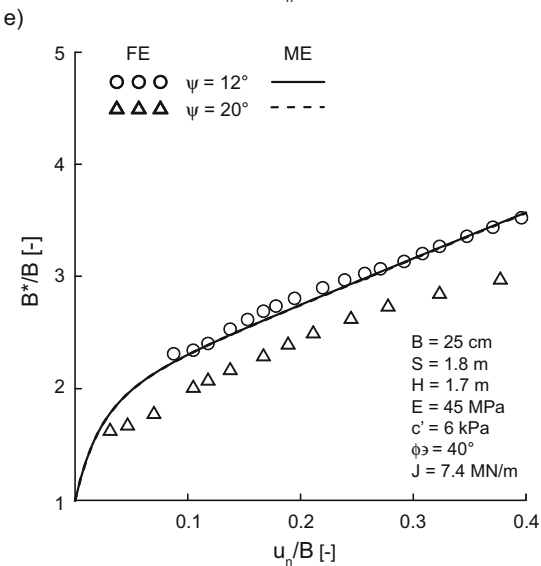 n
e)
5
4
3
2
1
B*/B [-]
FE ME
ψ = 12°
ψ = 20°
B = 25 cm
S = 1.8 m
H = 1.7 m
E = 45 MPa
c' = 6 kPa
ϕ϶ = 40°
J = 7.4 MN/m
0.1 0.2 0.3 0.4
uₙ/B [-]